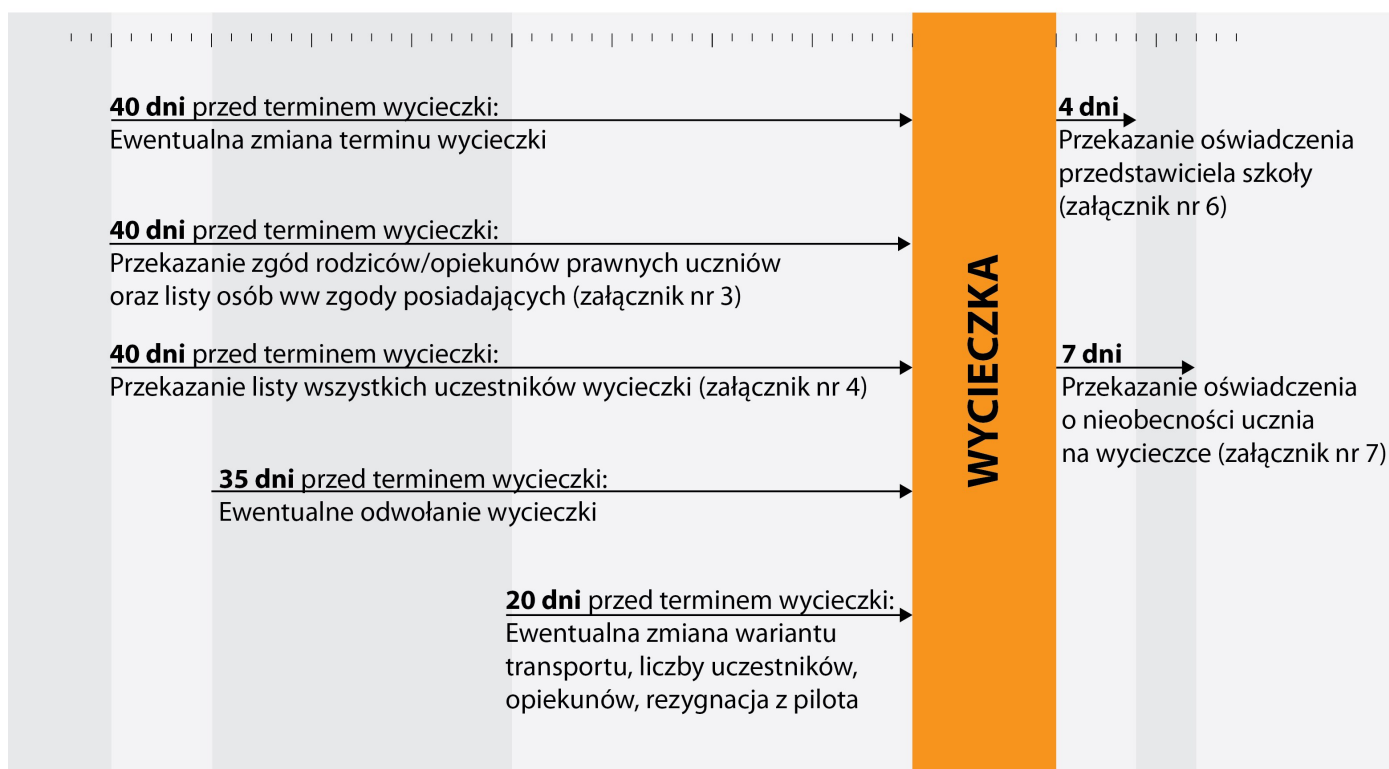 40 dni przed terminem wycieczki:
Ewentualna zmiana terminu wycieczki
40 dni przed terminem wycieczki:
Przekazanie zgód rodziców/opiekunów prawnych uczniów
oraz listy osób ww zgody posiadających (załącznik nr 3)
40 dni przed terminem wycieczki:
Przekazanie listy wszystkich uczestników wycieczki (załącznik nr 4)
35 dni przed terminem wycieczki:
Ewentualne odwołanie wycieczki
20 dni przed terminem wycieczki:
Ewentualna zmiana wariantu
transportu, liczby uczestników,
opiekunów, rezygnacja z pilota
WYCIECZKA
4 dni
Przekazanie oświadczenia
przedstawiciela szkoły
(załącznik nr 6)
7 dni
Przekazanie oświadczenia
o nieobecności ucznia
na wycieczce (załącznik nr 7)